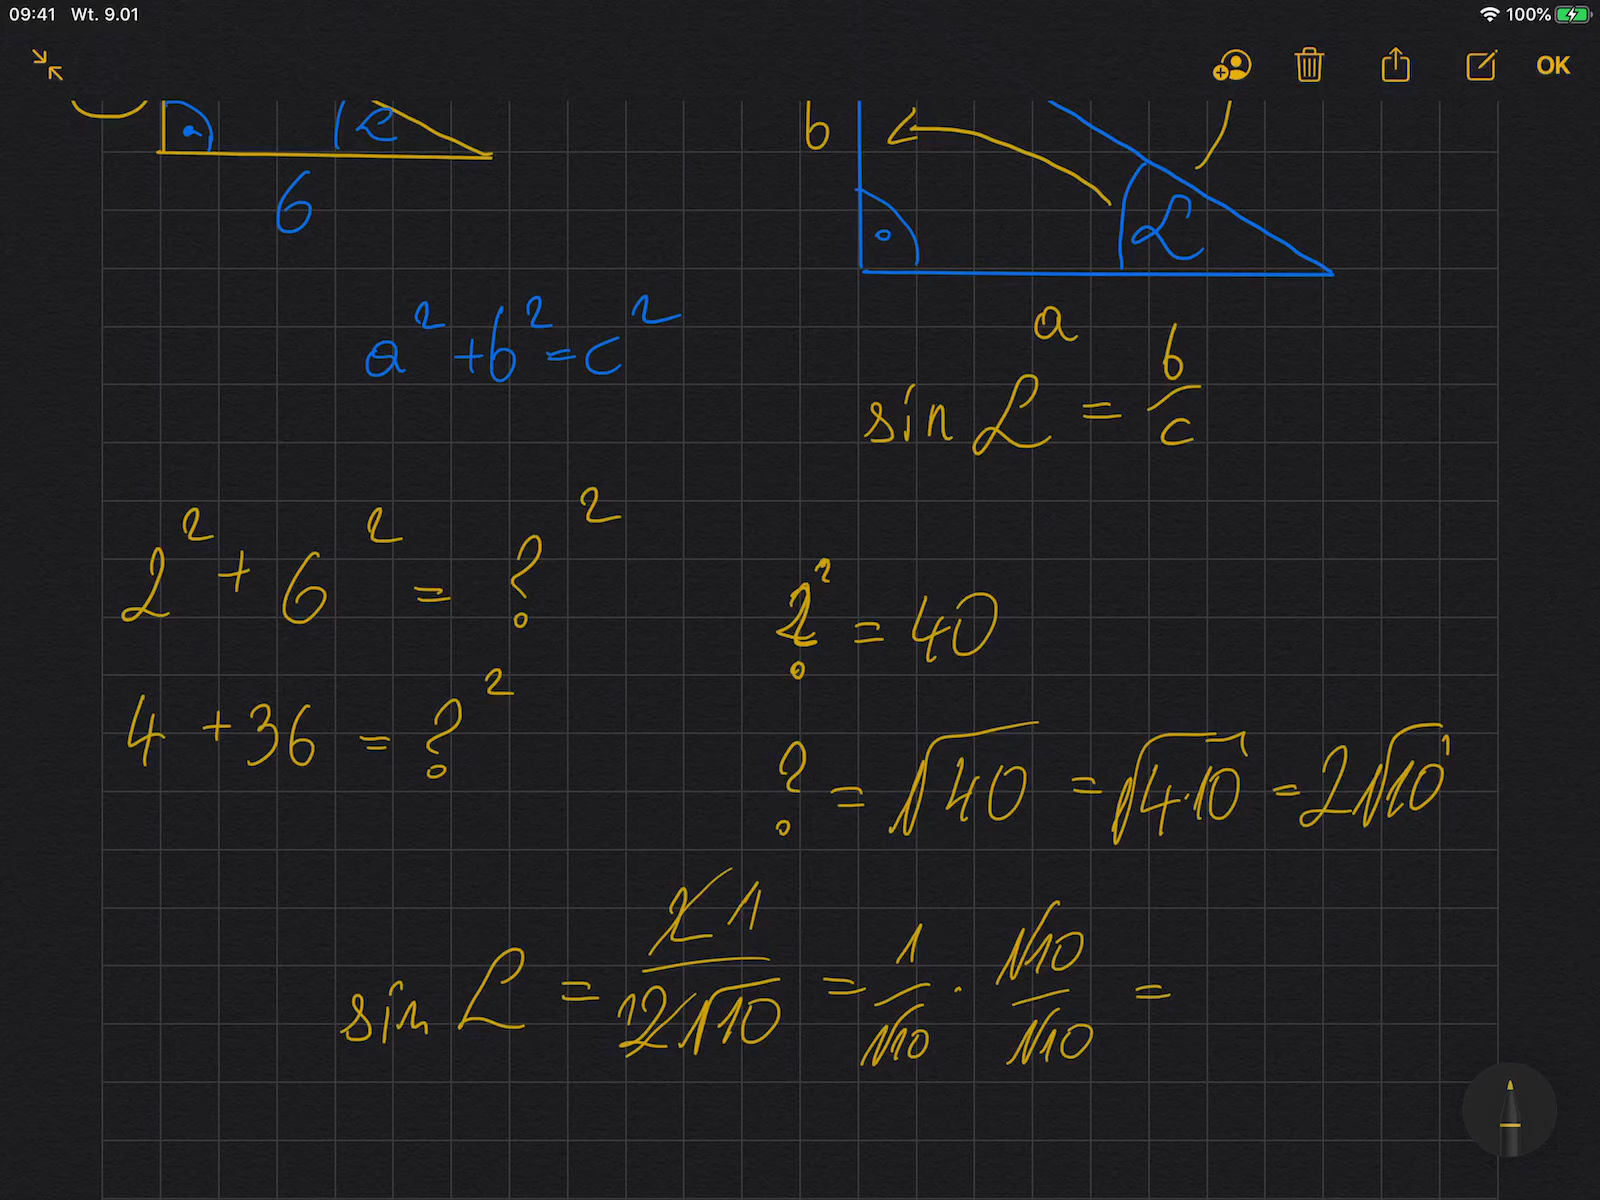 09:41 Wt. 9.01 100%
OK
6
b
α
α
a
a² + b² = c²
sin α = b/c
2² + 6² = ?²
?² = 40
4 + 36 = ?²
? = √40 = √4·10 = 2√10
sin α = 2 1/1 2√10 = 1/√10 · √10/√10 =